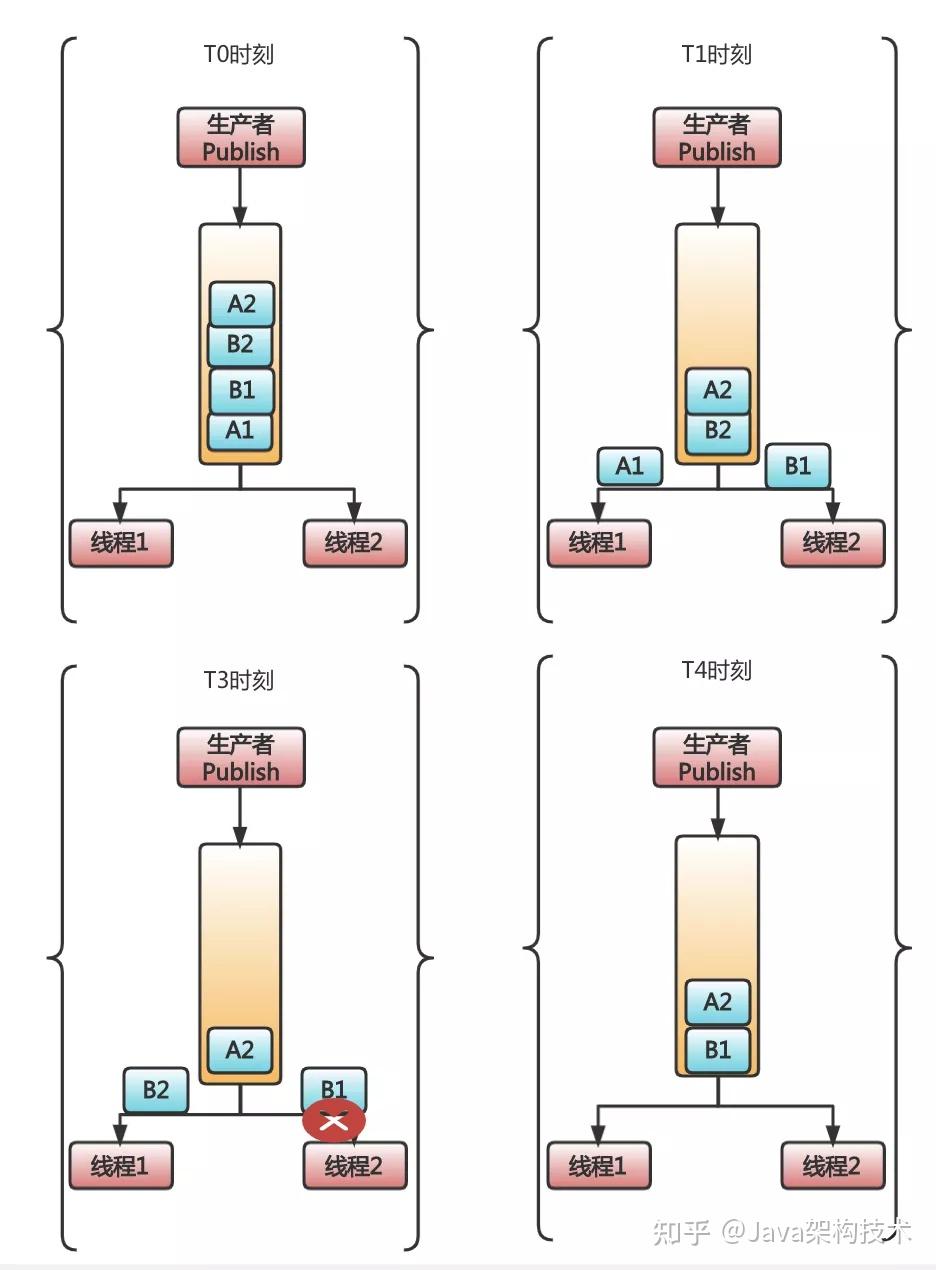 T0时刻
生产者
Publish
A2
B2
B1
A1
线程1
线程2
T1时刻
生产者
Publish
A2
B2
A1
B1
线程1
线程2
T3时刻
生产者
Publish
A2
B2
B1
线程1
线程2
T4时刻
生产者
Publish
A2
B1
线程1
线程2
知乎 @Java架构技术